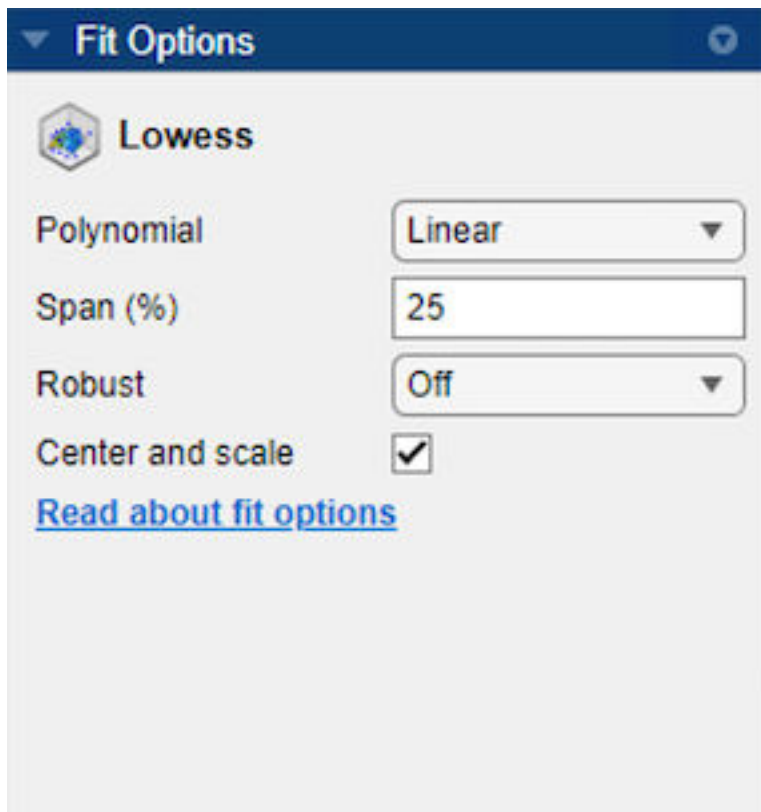 Fit Options
Lowess
Polynomial Linear
Span (%) 25
Robust Off
Center and scale
Read about fit options